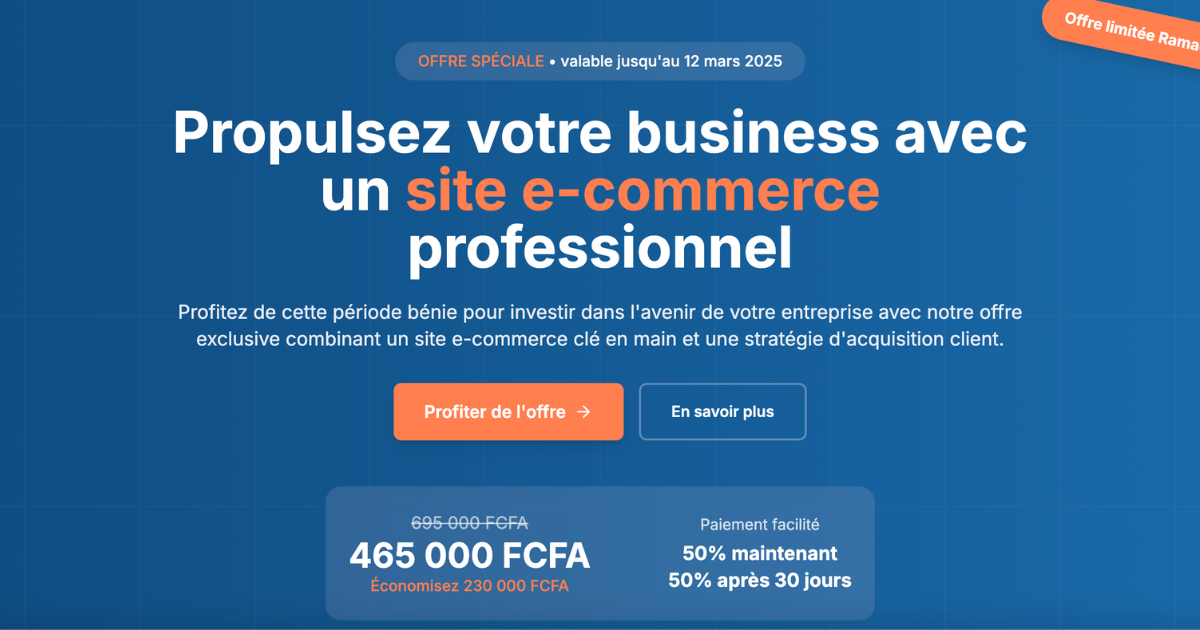 Offre limitée
OFFRE SPÉCIALE • valable jusqu'au 12 mars 2025
Propulsez votre business avec
un site e-commerce
professionnel
Profitez de cette période bénie pour investir dans l'avenir de votre entreprise avec notre offre
exclusive combinant un site e-commerce clé en main et une stratégie d'acquisition client.
Profiter de l'offre →
En savoir plus
695 000 FCFA
465 000 FCFA
Économisez 230 000 FCFA
Paiement facilité
50% maintenant
50% après 30 jours